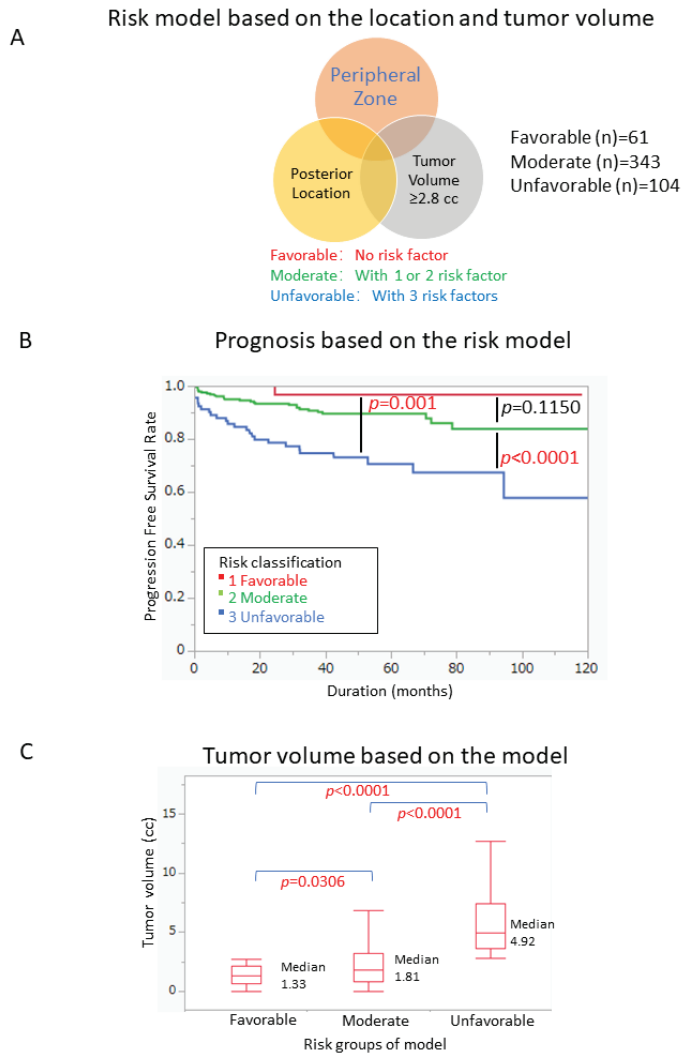 Risk model based on the location and tumor volume
A
Peripheral
Zone
Posterior
Location
Tumor
Volume
≥2.8 cc
Favorable (n)=61
Moderate (n)=343
Unfavorable (n)=104
Favorable: No risk factor
Moderate: With 1 or 2 risk factor
Unfavorable: With 3 risk factors
B
Prognosis based on the risk model
Progression Free Survival Rate
1.0
0.8
0.6
0.4
0.2
0
p=0.001
p=0.1150
p<0.0001
Risk classification
1 Favorable
2 Moderate
3 Unfavorable
0
20
40
60
80
100
120
Duration (months)
C
Tumor volume based on the model
Tumor volume (cc)
15
10
5
0
p<0.0001
p<0.0001
p=0.0306
Median
1.33
Median
1.81
Median
4.92
Favorable
Moderate
Unfavorable
Risk groups of model